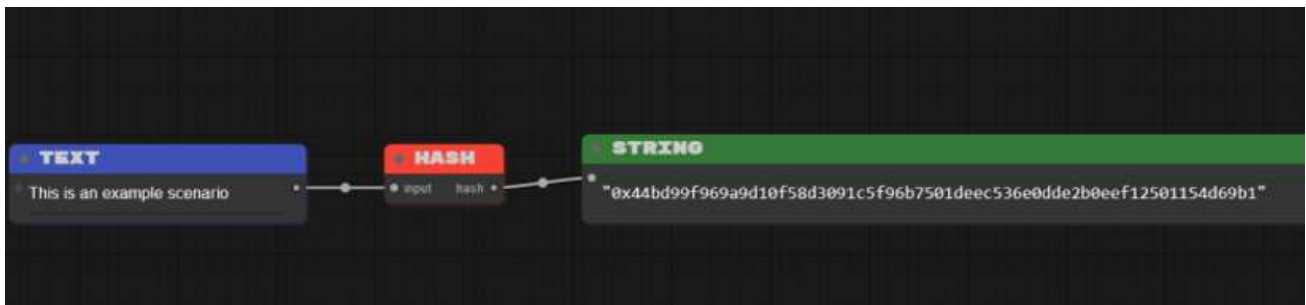 TEXT
This is an example scenario
HASH
input hash
STRING
"0x44bd99f969a9d10f58d3091c5f96b7501deec536e0dde2b0eef12501154d69b1"